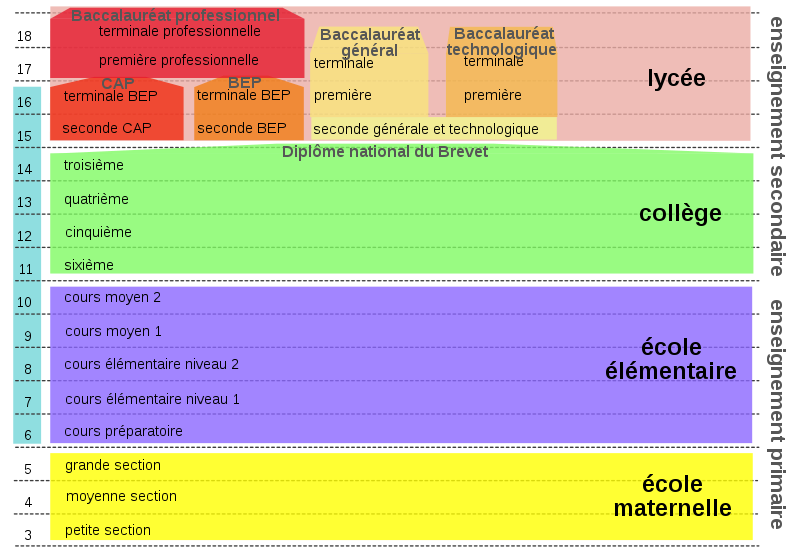 Baccalauréat professionnel
18
terminale professionnelle
Baccalauréat
général
Baccalauréat
technologique
17
première professionnelle
terminale
terminale
lycée
CAP
BEP
16
terminale BEP
terminale BEP
première
première
15
seconde CAP
seconde BEP
seconde générale et technologique
enseignement secondaire
Diplôme national du Brevet
14
troisième
13
quatrième
collège
12
cinquième
11
sixième
10
cours moyen 2
9
cours moyen 1
école
élémentaire
8
cours élémentaire niveau 2
7
cours élémentaire niveau 1
6
cours préparatoire
enseignement primaire
5
grande section
école
maternelle
4
moyenne section
3
petite section